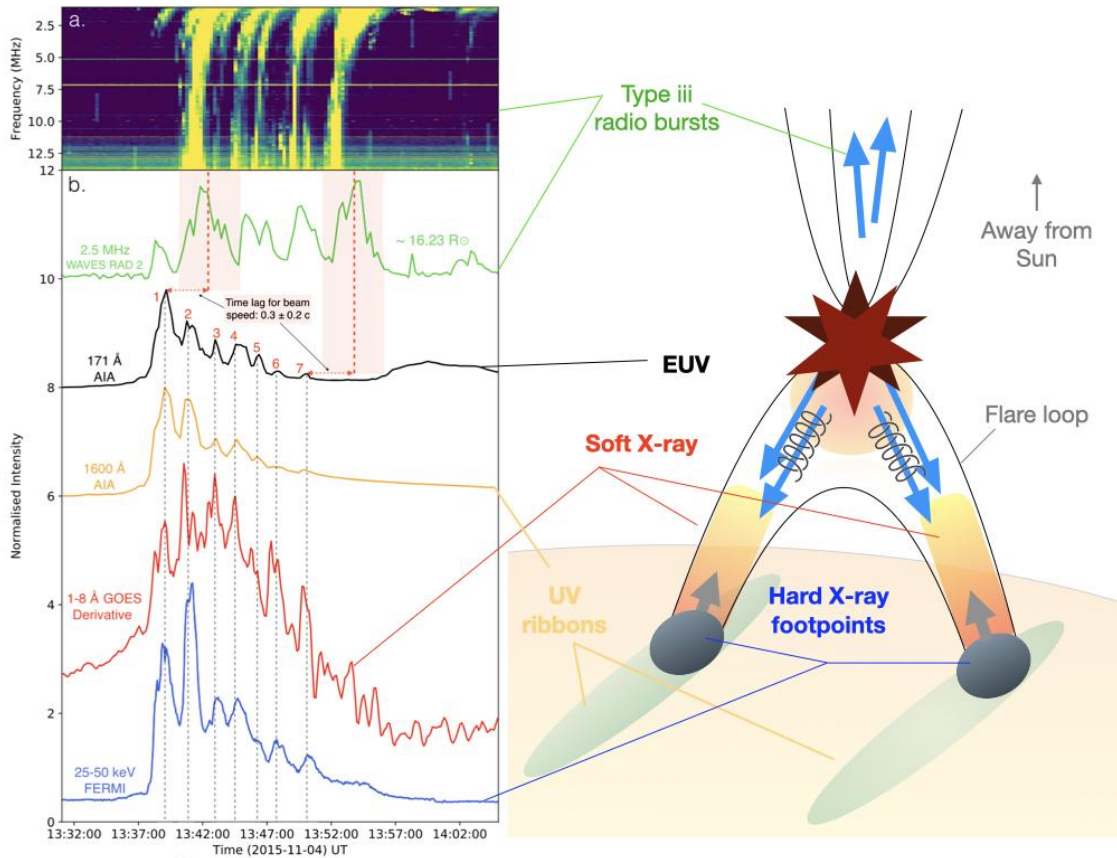 a.
2.5
5.0
7.5
10.0
12.5
Frequency (MHz)
b.
12
10
8
6
4
2
0
Normalised Intensity
2.5 MHz
WAVES RAD 2
~ 16.23 R⊙
1
2
3
4
5
6
7
Time lag for beam
speed: 0.3 ± 0.2 c
171 Å
AIA
1600 Å
AIA
1-8 Å GOES
Derivative
25-50 keV
FERMI
13:32:00
13:37:00
13:42:00
13:47:00
13:52:00
13:57:00
14:02:00
Time (2015-11-04) UT
Type iii
radio bursts
Away from
Sun
EUV
Flare loop
Soft X-ray
UV
ribbons
Hard X-ray
footpoints